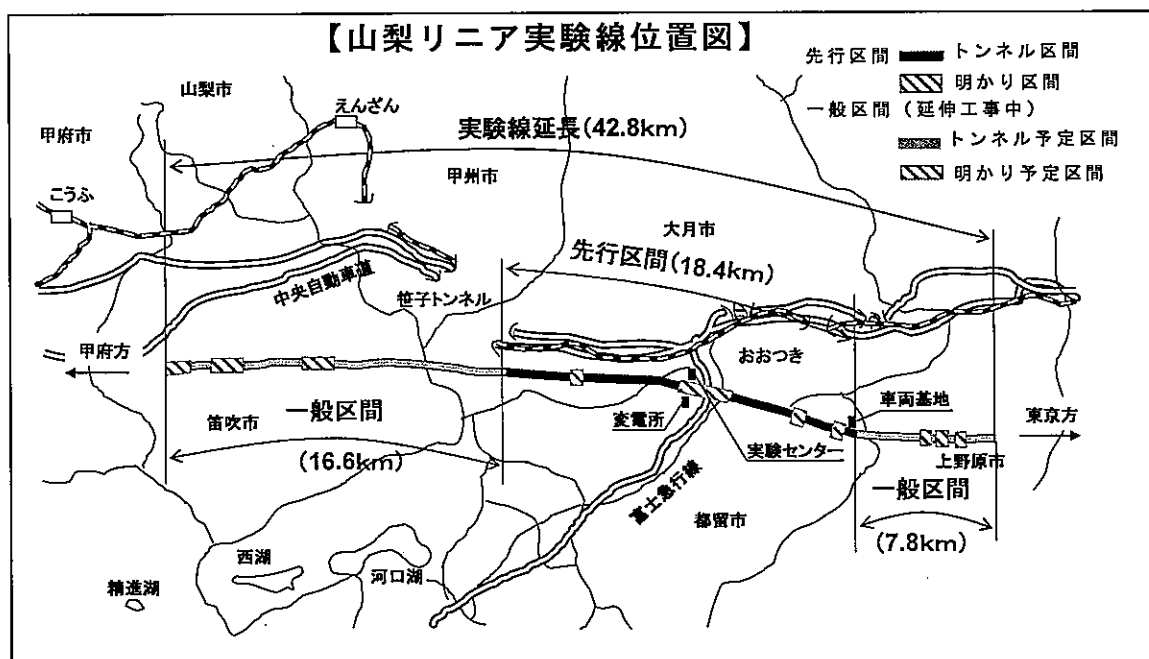 【山梨リニア実験線位置図】
先行区間 トンネル区間
明かり区間
一般区間(延伸工事中)
トンネル予定区間
明かり予定区間
山梨市
えんざん
甲府市
実験線延長(42.8km)
甲州市
こうふ
大月市
先行区間(18.4km)
中央自動車道
笹子トンネル
甲府方
おおつき
車両基地
変電所
東京方
笛吹市
一般区間
実験センター
上野原市
(16.6km)
富士急行線
都留市
一般区間
(7.8km)
西湖
河口湖
精進湖